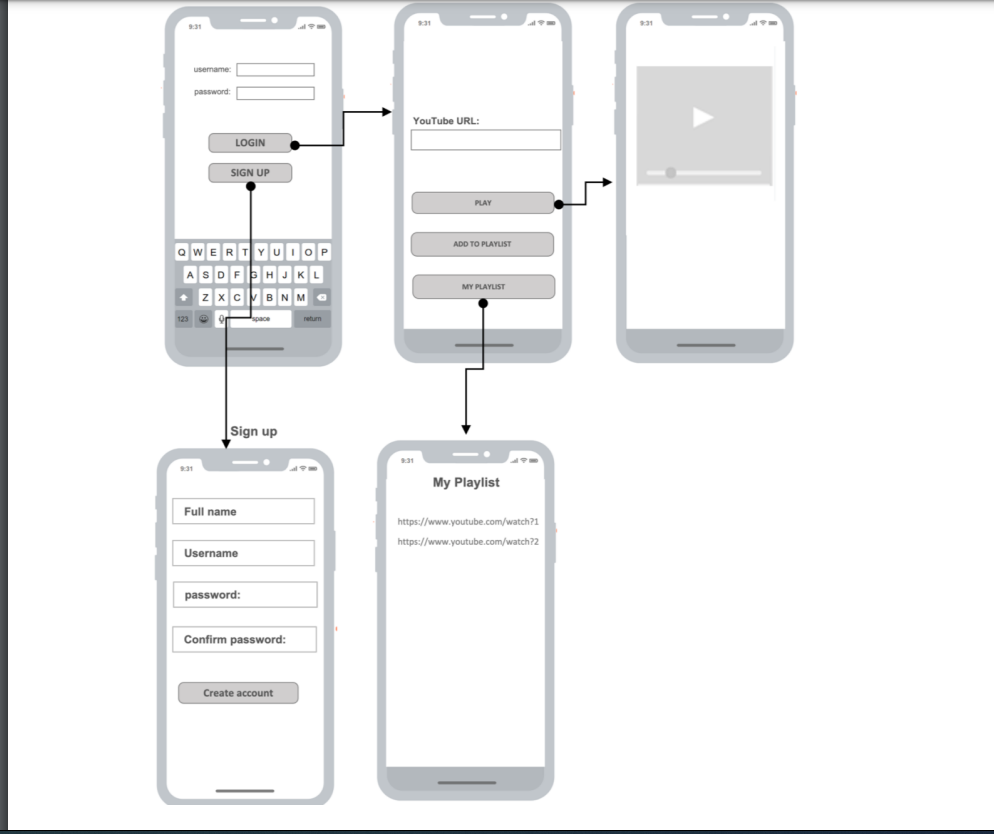 9:31
username:
password:
LOGIN
SIGN UP
Q W E R T Y U I O P
A S D F G H J K L
Z X C V B N M
123 space return
9:31
YouTube URL:
PLAY
ADD TO PLAYLIST
MY PLAYLIST
9:31
Sign up
9:31
Full name
Username
password:
Confirm password:
Create account
9:31
My Playlist
https://www.youtube.com/watch?1
https://www.youtube.com/watch?2